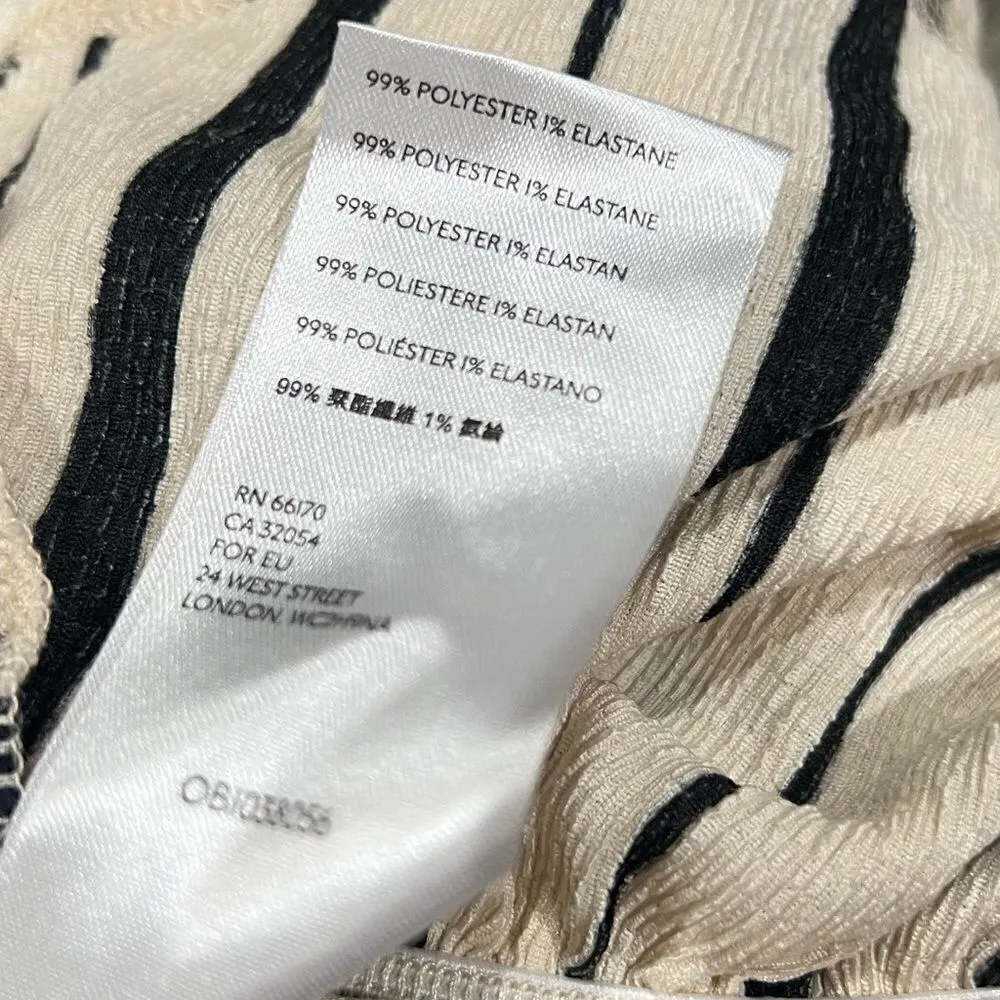 99% POLYESTER 1% ELASTANE
99% POLYESTER 1% ELASTANE
99% POLYESTER 1% ELASTAN
99% POLIESTERE 1% ELASTAN
99% POLIÉSTER 1% ELASTANO
99% 聚酯纖維 1% 氨綸
RN 66170
CA 32054
FOR EU
24 WEST STREET
LONDON,